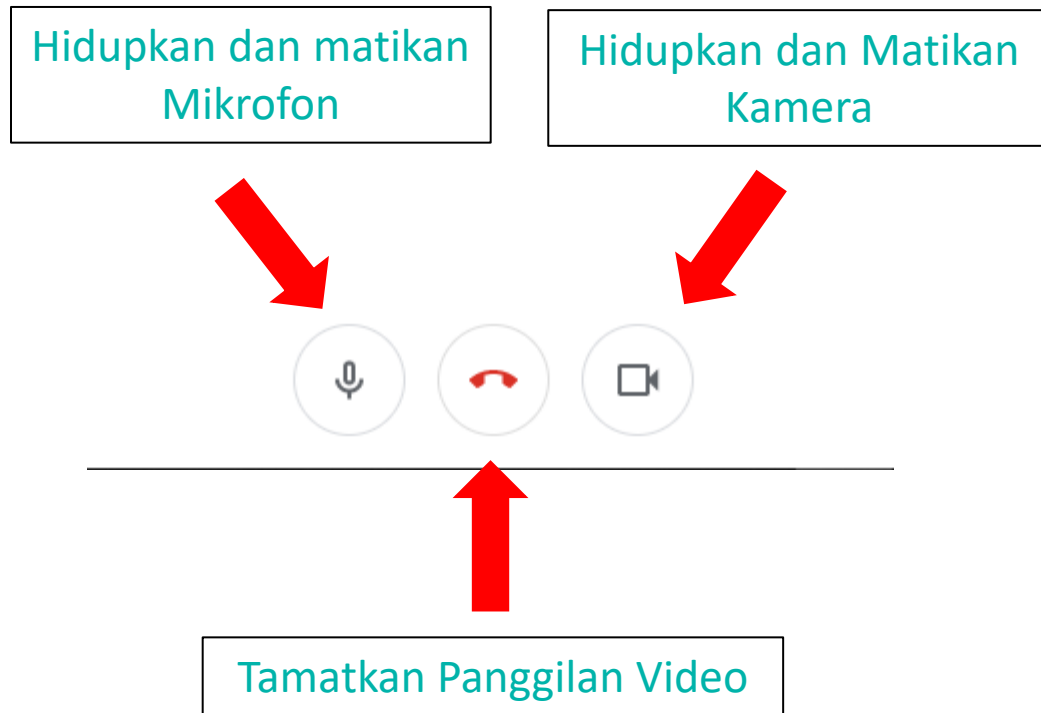 Hidupkan dan matikan
Mikrofon
Hidupkan dan Matikan
Kamera
Tamatkan Panggilan Video